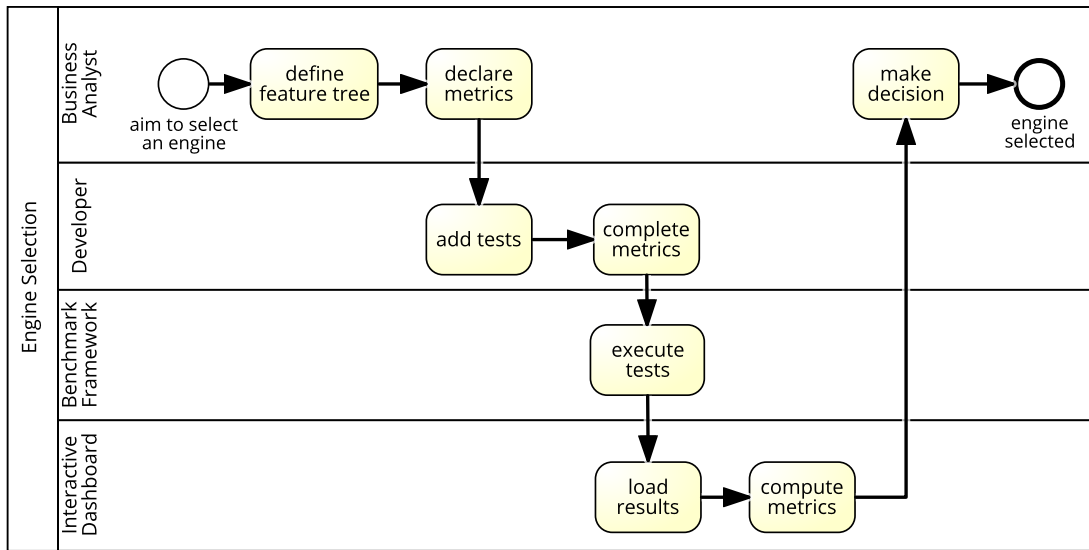 Engine Selection
Business
Analyst
aim to select
an engine
define
feature tree
declare
metrics
make
decision
engine
selected
Developer
add tests
complete
metrics
Benchmark
Framework
execute
tests
Interactive
Dashboard
load
results
compute
metrics